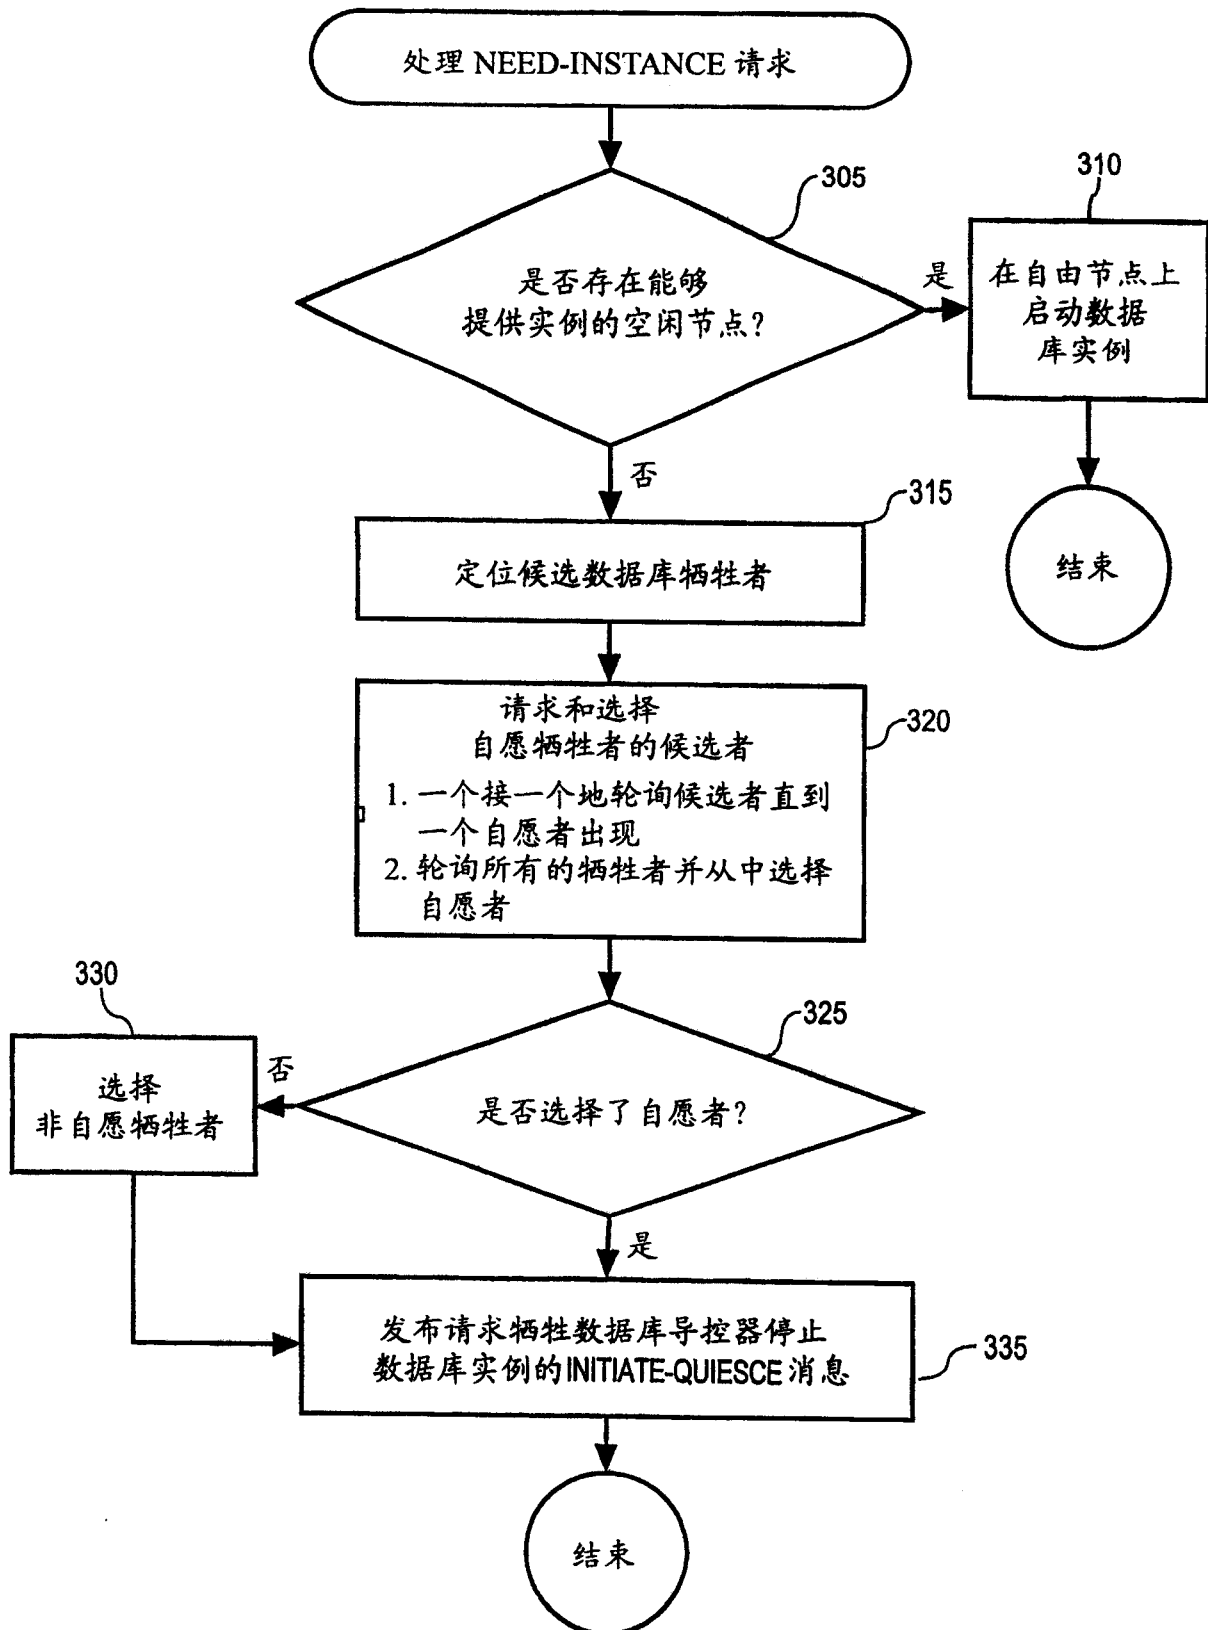 处理 NEED-INSTANCE 请求
305
310
是否存在能够
提供实例的空闲节点?
是
在自由节点上
启动数据
库实例
否
结束
315
定位候选数据库牺牲者
320
请求和选择
自愿牺牲者的候选者
1. 一个接一个地轮询候选者直到
一个自愿者出现
2. 轮询所有的牺牲者并从中选择
自愿者
330
325
否
选择
非自愿牺牲者
是否选择了自愿者?
是
发布请求牺牲数据库导控器停止
数据库实例的INITIATE-QUIESCE 消息
335
结束